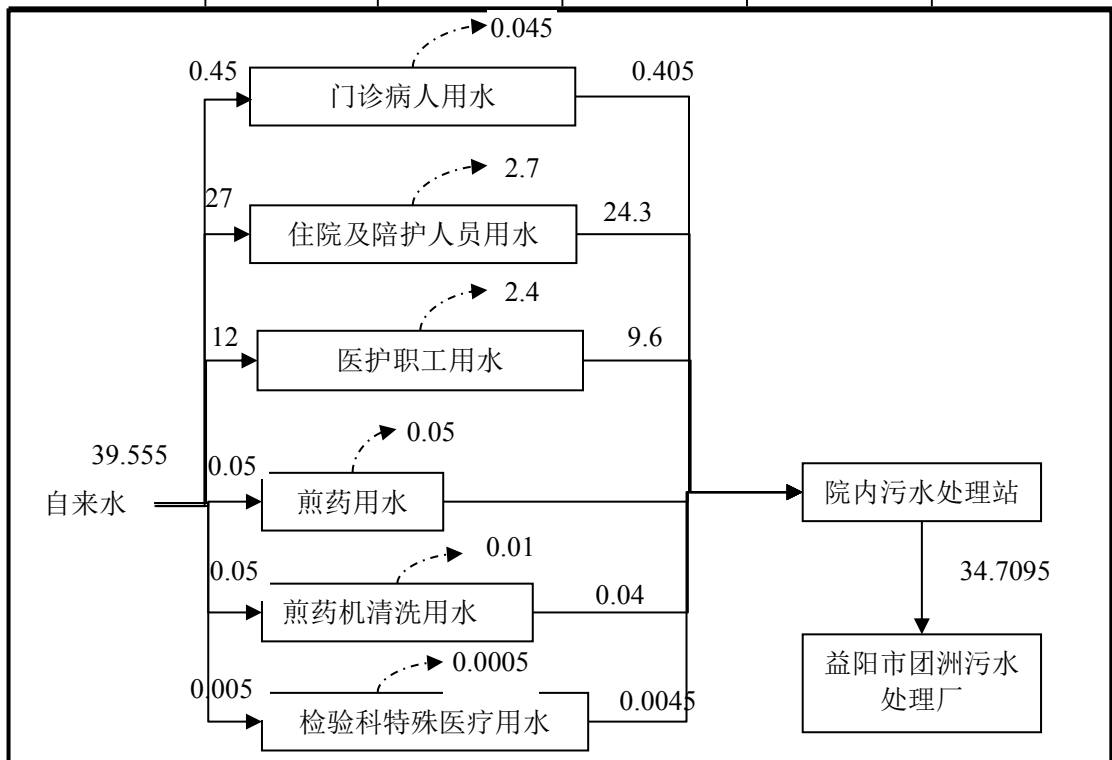 0.045
0.45
门诊病人用水
0.405
2.7
27
住院及陪护人员用水
24.3
2.4
12
医护职工用水
9.6
39.555
自来水
0.05
0.05
煎药用水
0.01
0.05
煎药机清洗用水
0.04
0.0005
0.005
检验科特殊医疗用水
0.0045
院内污水处理站
34.7095
益阳市团洲污水
处理厂